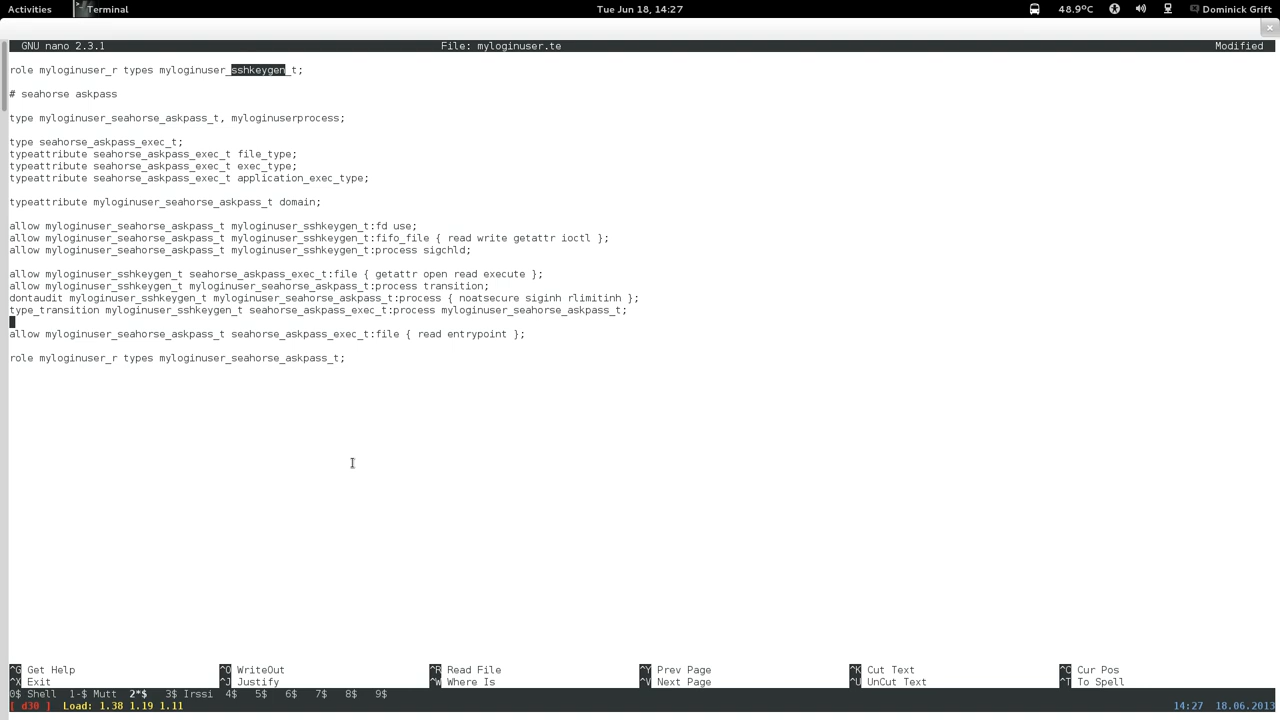 Activities Terminal Tue Jun 18, 14:27 48.9ºC Dominick Grift
GNU nano 2.3.1 File: myloginuser.te Modified
role myloginuser_r types myloginuser_sshkeygen_t;
# seahorse askpass
type myloginuser_seahorse_askpass_t, myloginuserprocess;
type seahorse_askpass_exec_t;
typeattribute seahorse_askpass_exec_t file_type;
typeattribute seahorse_askpass_exec_t exec_type;
typeattribute seahorse_askpass_exec_t application_exec_type;
typeattribute myloginuser_seahorse_askpass_t domain;
allow myloginuser_seahorse_askpass_t myloginuser_sshkeygen_t:fd use;
allow myloginuser_seahorse_askpass_t myloginuser_sshkeygen_t:fifo_file { read write getattr ioctl };
allow myloginuser_seahorse_askpass_t myloginuser_sshkeygen_t:process sigchld;
allow myloginuser_sshkeygen_t seahorse_askpass_exec_t:file { getattr open read execute };
allow myloginuser_sshkeygen_t myloginuser_seahorse_askpass_t:process transition;
dontaudit myloginuser_sshkeygen_t myloginuser_seahorse_askpass_t:process { noatsecure siginh rlimitinh };
type_transition myloginuser_sshkeygen_t seahorse_askpass_exec_t:process myloginuser_seahorse_askpass_t;
allow myloginuser_seahorse_askpass_t seahorse_askpass_exec_t:file { read entrypoint };
role myloginuser_r types myloginuser_seahorse_askpass_t;
^G Get Help ^O WriteOut ^R Read File ^Y Prev Page ^K Cut Text ^C Cur Pos
^X Exit ^J Justify ^W Where Is ^V Next Page ^U UnCut Text ^T To Spell
0$ Shell 1-$ Mutt 2*$ 3$ Irssi 4$ 5$ 6$ 7$ 8$ 9$
[ d30 ] Load: 1.38 1.19 1.11 14:27 18.06.2013